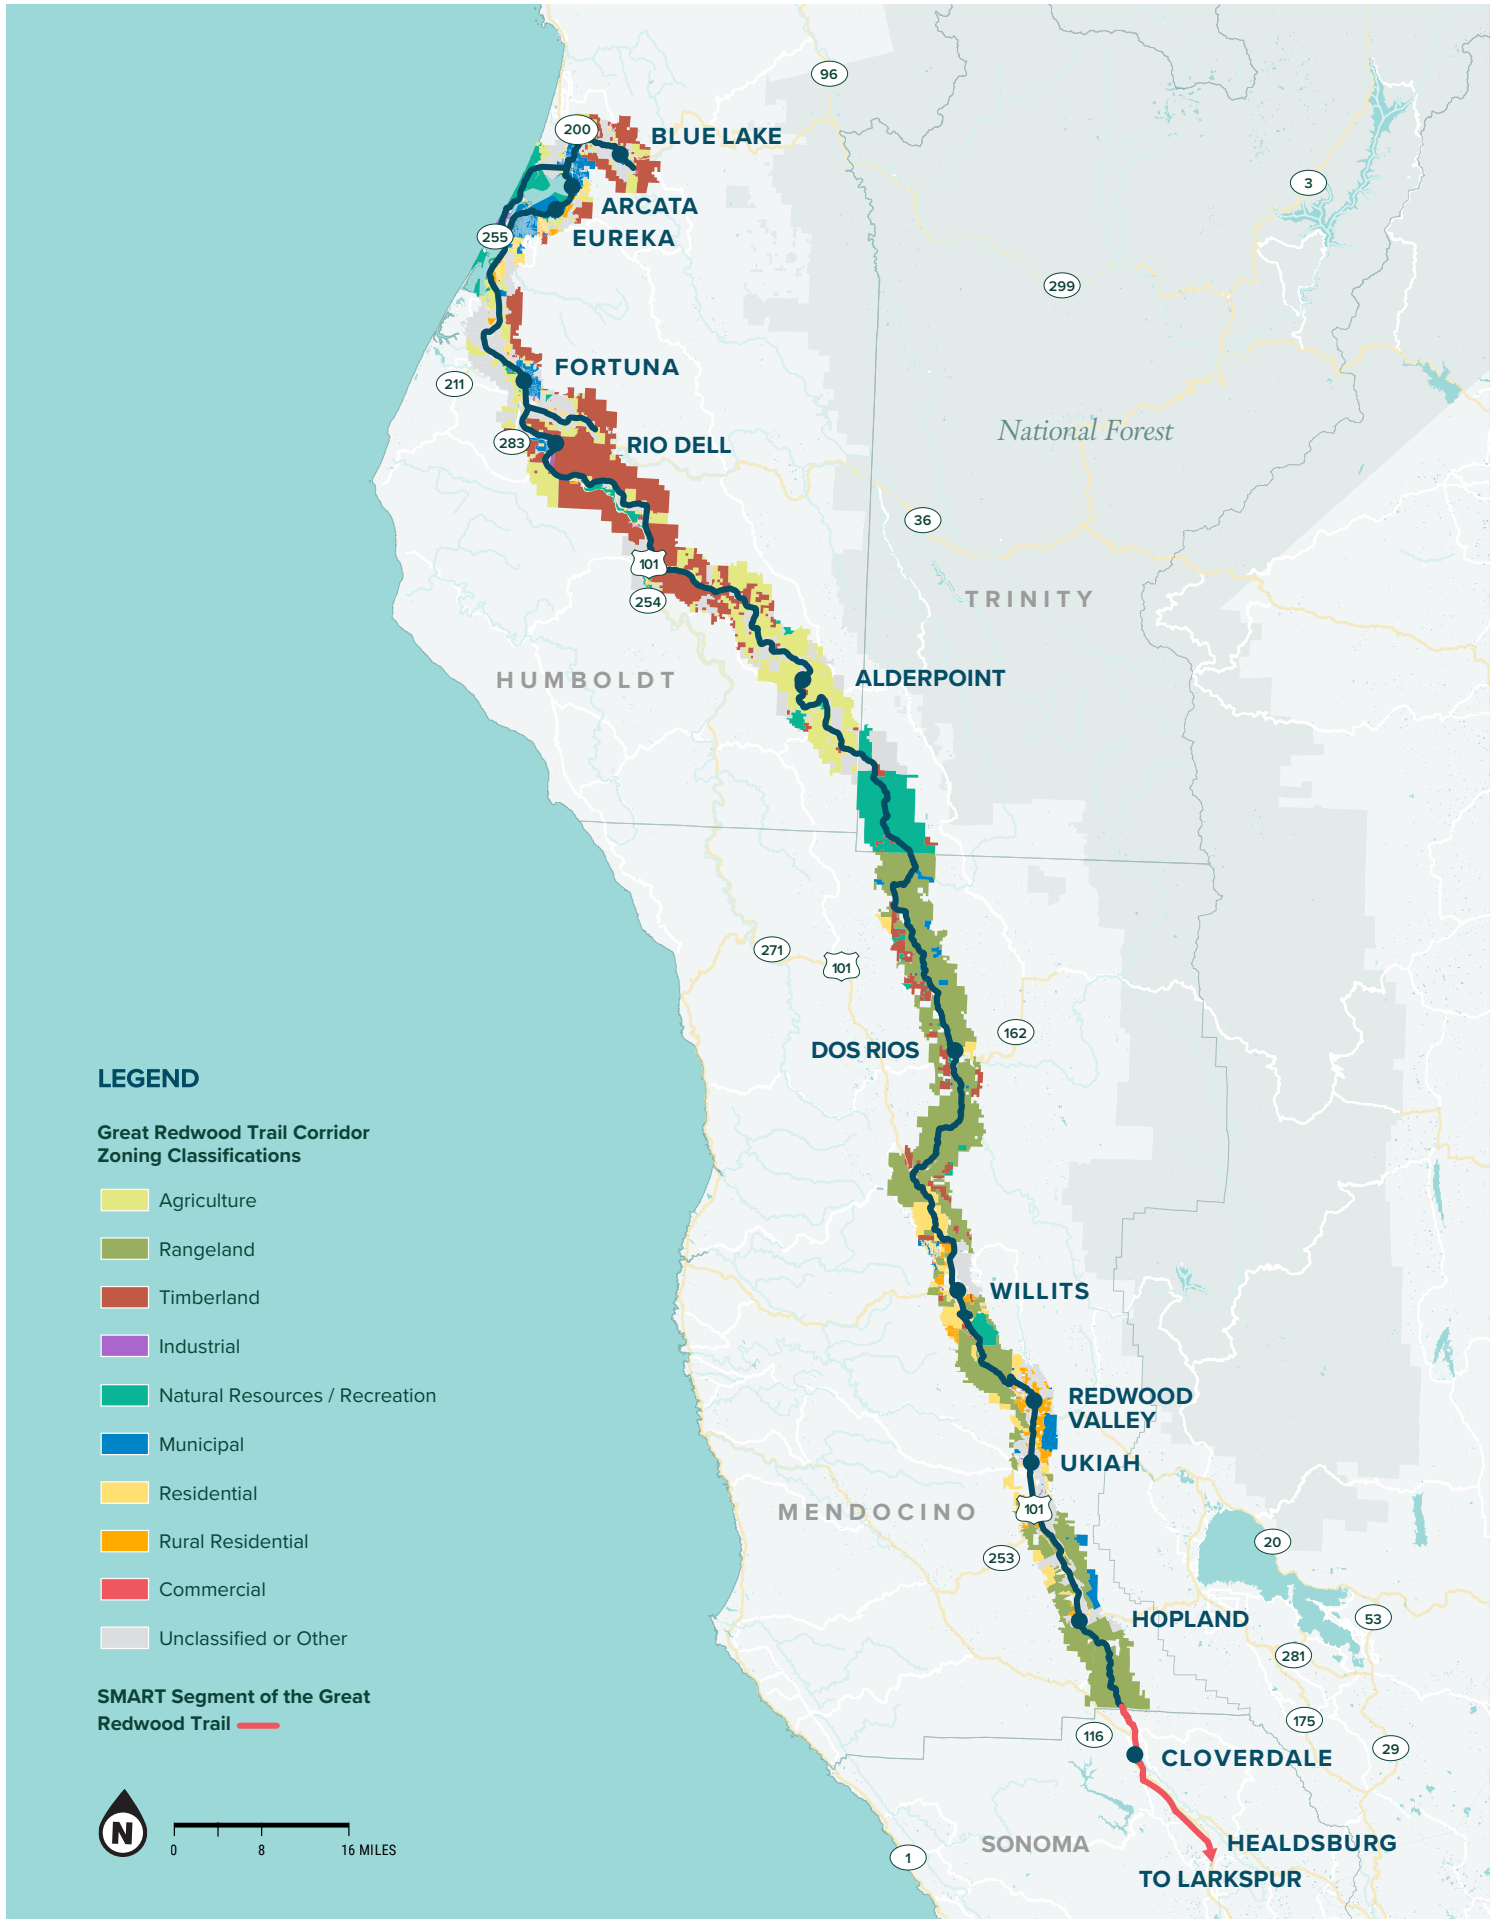 96
200
BLUE LAKE
3
ARCATA
255
EUREKA
299
FORTUNA
211
National Forest
283
RIO DELL
36
101
254
TRINITY
HUMBOLDT
ALDERPOINT
271
101
162
DOS RIOS
WILLITS
REDWOOD
VALLEY
UKIAH
MENDOCINO
101
253
20
HOPLAND
53
281
175
116
29
CLOVERDALE
SONOMA
HEALDSBURG
1
TO LARKSPUR
LEGEND
Great Redwood Trail Corridor
Zoning Classifications
Agriculture
Rangeland
Timberland
Industrial
Natural Resources / Recreation
Municipal
Residential
Rural Residential
Commercial
Unclassified or Other
SMART Segment of the Great
Redwood Trail
N
0 8 16 MILES